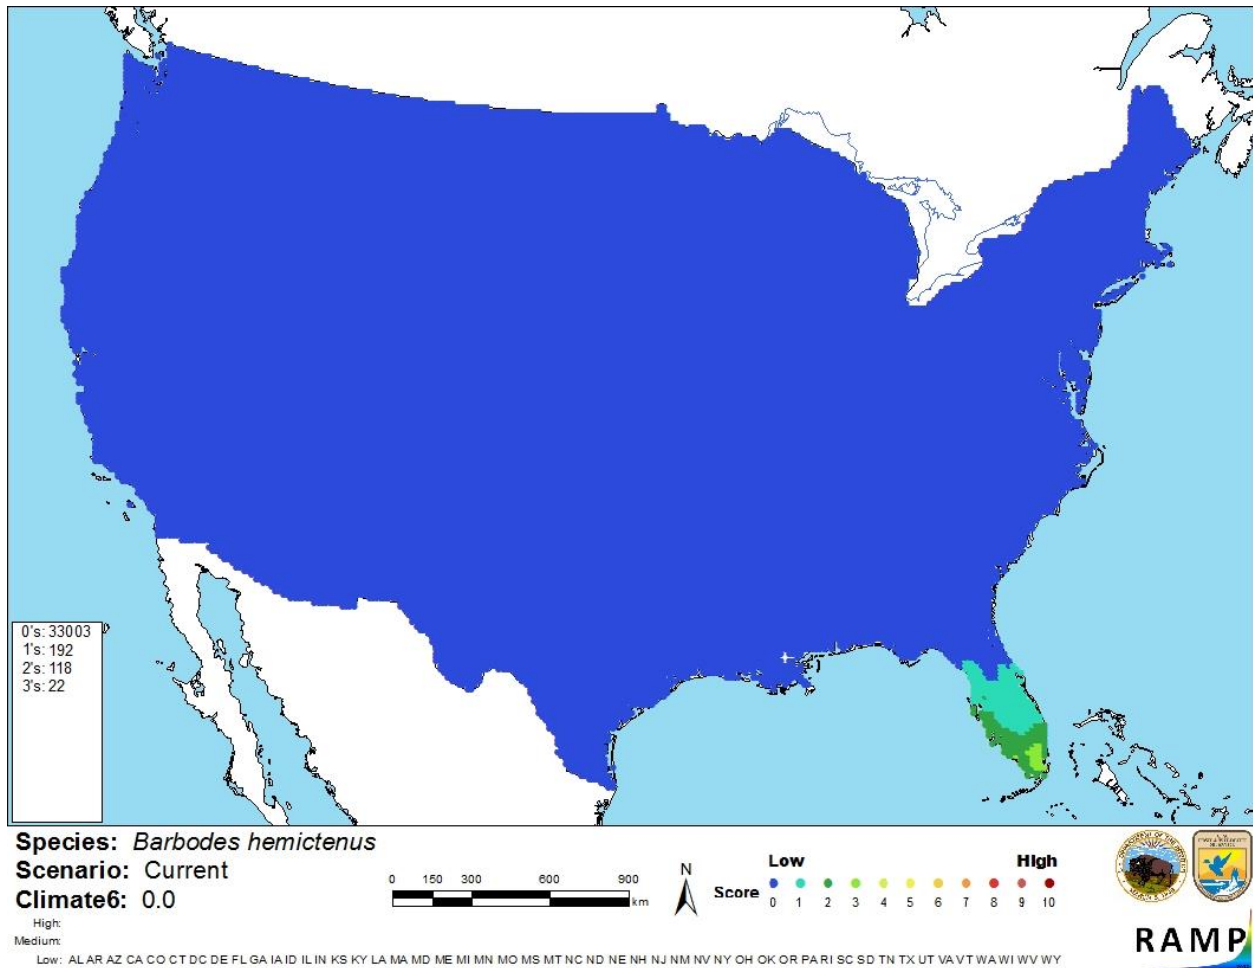 0's: 33003
1's: 192
2's: 118
3's: 22
Species: Barbodes hemictenus
Scenario: Current
Climate6: 0.0
High:
Medium:
Low: AL AR AZ CA CO CT DC DE FL GA IA ID IL IN KS KY LA MA MD ME MI MN MO MS MT NC ND NE NH NJ NM NV NY OH OK OR PA RI SC SD TN TX UT VA VT WA WI WV WY
0 150 300 600 900
km
N
Low High
Score
0 1 2 3 4 5 6 7 8 9 10
RAMP